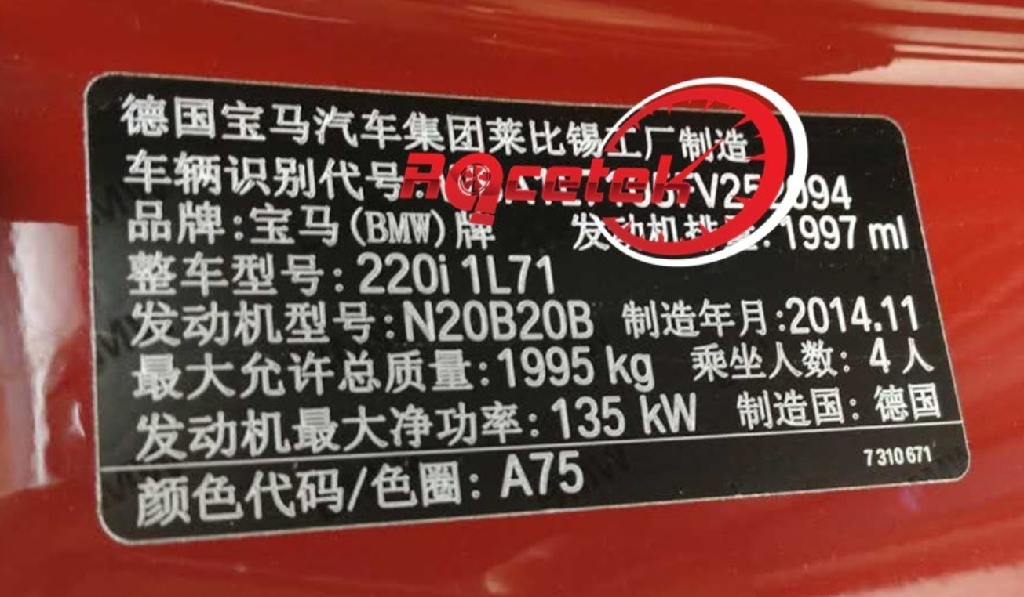 德国宝马汽车集团莱比锡工厂制造
车辆识别代号
RAcetek
品牌:宝马(BMW)牌 发动机排量:1997 ml
整车型号:220i 1L71
发动机型号:N20B20B 制造年月:2014.11
最大允许总质量:1995 kg 乘坐人数: 4 人
发动机最大净功率:135 kW 制造国: 德国
7 310 671
颜色代码/色圈: A75